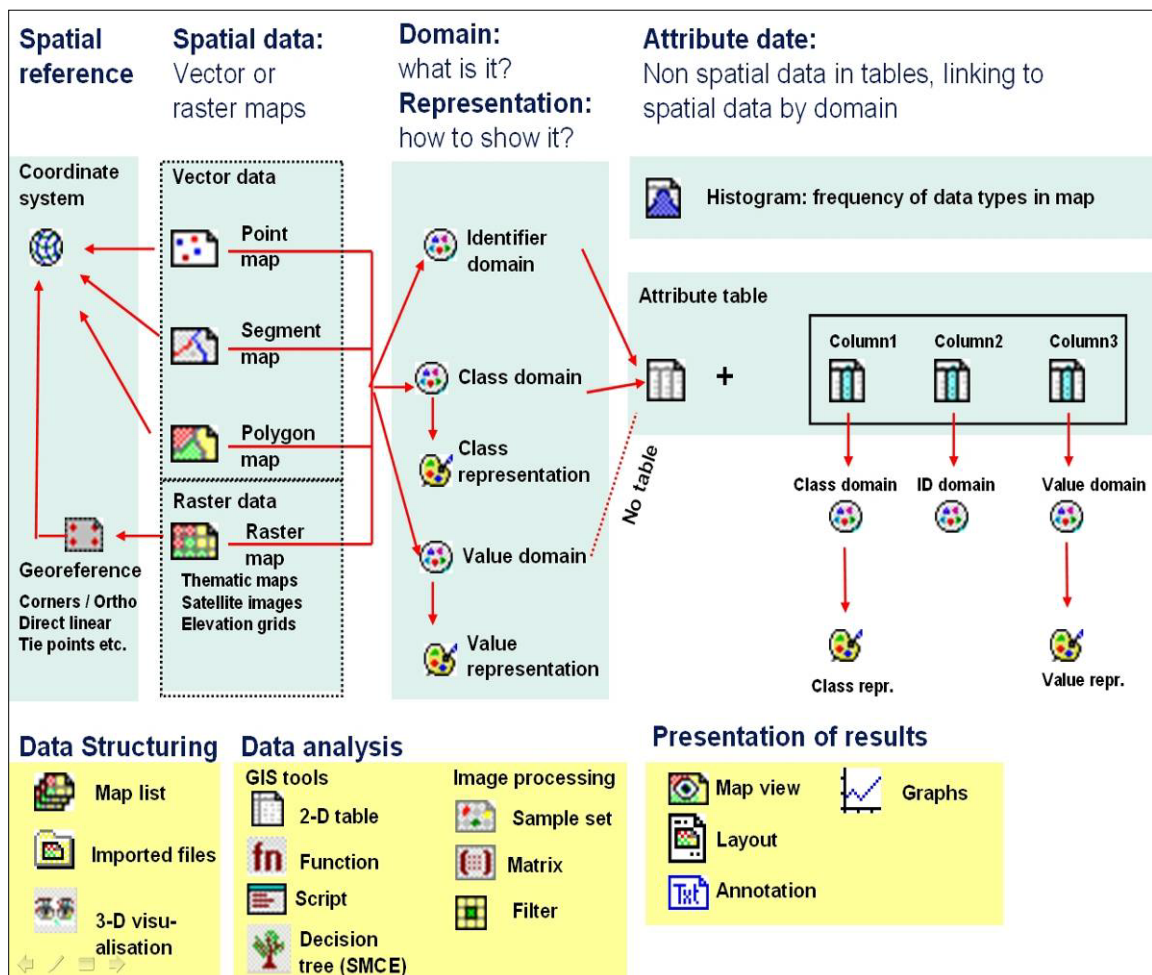 Spatial
reference
Spatial data:
Vector or
raster maps
Domain:
what is it?
Representation:
how to show it?
Attribute date:
Non spatial data in tables, linking to
spatial data by domain
Coordinate
system
Georeference
Corners / Ortho
Direct linear
Tie points etc.
Vector data
Point
map
Segment
map
Polygon
map
Raster data
Raster
map
Thematic maps
Satellite images
Elevation grids
Identifier
domain
Class domain
Class
representation
Value domain
Value
representation
Histogram: frequency of data types in map
Attribute table
+
No table
Column1
Column2
Column3
Class domain
ID domain
Value domain
Class repr.
Value repr.
Data Structuring
Map list
Imported files
3-D visu-
alisation
Data analysis
GIS tools
2-D table
fn
Function
Script
Decision
tree (SMCE)
Image processing
Sample set
Matrix
Filter
Presentation of results
Map view
Graphs
Layout
Txt
Annotation